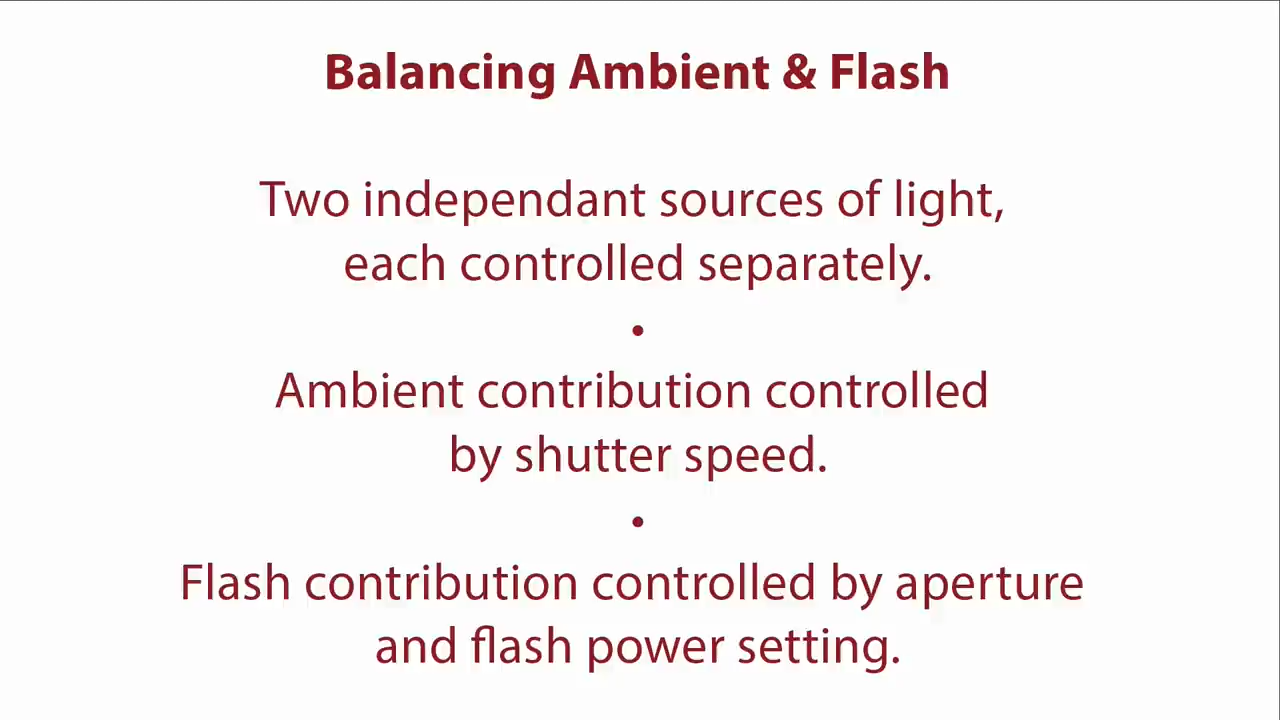 Balancing Ambient & Flash
Two independant sources of light,
each controlled separately.
•
Ambient contribution controlled
by shutter speed.
•
Flash contribution controlled by aperture
and flash power setting.